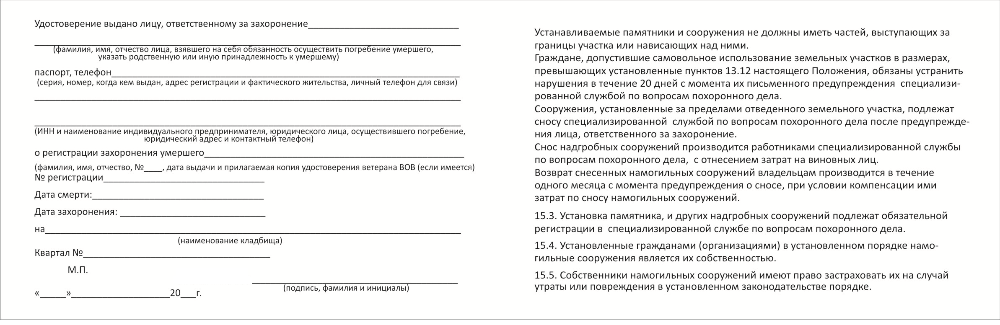 Удостоверение выдано лицу, ответственному за захоронение______________________________
(фамилия, имя, отчество лица, взявшего на себя обязанность осуществить погребение умершего,
указать родственную или иную принадлежность к умершему)
паспорт, телефон______________________________
(серия, номер, когда кем выдан, адрес регистрации и фактического жительства, личный телефон для связи)
(ИНН и наименование индивидуального предпринимателя, юридического лица, осуществившего погребение,
юридический адрес и контактный телефон)
о регистрации захоронения умершего______________________________
(фамилия, имя, отчество, №____, дата выдачи и прилагаемая копия удостоверения ветерана ВОВ (если имеется)
№ регистрации______________________________
Дата смерти:______________________________
Дата захоронения: ____________________________
на______________________________
(наименование кладбища)
Квартал №______________________________
М.П.
(подпись, фамилия и инициалы)
«_____»___________________20___г.
Устанавливаемые памятники и сооружения не должны иметь частей, выступающих за
границы участка или нависающих над ними.
Граждане, допустившие самовольное использование земельных участков в размерах,
превышающих установленные пунктов 13.12 настоящего Положения, обязаны устранить
нарушения в течение 20 дней с момента их письменного предупреждения специализи-
рованной службой по вопросам похоронного дела.
Сооружения, установленные за пределами отведенного земельного участка, подлежат
сносу специализированной службой по вопросам похоронного дела после предупрежде-
ния лица, ответственного за захоронение.
Снос надгробных сооружений производится работниками специализированной службы
по вопросам похоронного дела, с отнесением затрат на виновных лиц.
Возврат снесенных намогильных сооружений владельцам производится в течение
одного месяца с момента предупреждения о сносе, при условии компенсации ими
затрат по сносу намогильных сооружений.
15.3. Установка памятника, и других надгробных сооружений подлежат обязательной
регистрации в специализированной службе по вопросам похоронного дела.
15.4. Установленные гражданами (организациями) в установленном порядке намо-
гильные сооружения является их собственностью.
15.5. Собственники намогильных сооружений имеют право застраховать их на случай
утраты или повреждения в установленном законодательстве порядке.